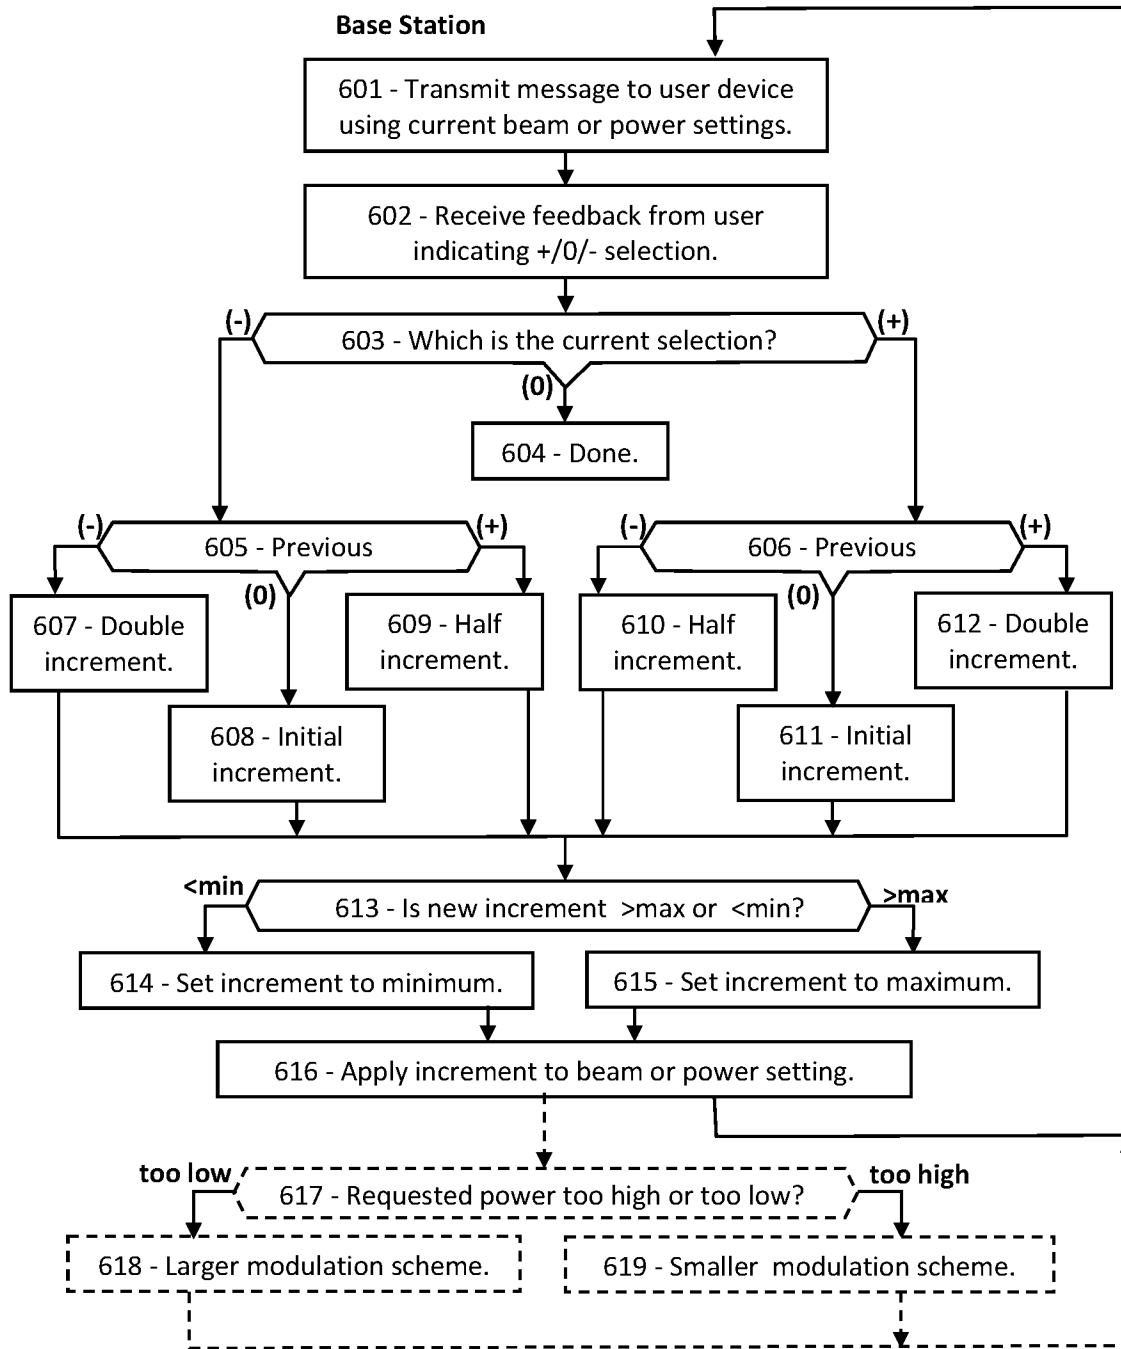 Base Station
601 - Transmit message to user device
using current beam or power settings.
602 - Receive feedback from user
indicating +/0/- selection.
(-)
603 - Which is the current selection?
(+)
(0)
604 - Done.
(-)
605 - Previous
(+)
(0)
(-)
606 - Previous
(+)
(0)
607 - Double
increment.
609 - Half
increment.
610 - Half
increment.
612 - Double
increment.
608 - Initial
increment.
611 - Initial
increment.
<min
613 - Is new increment >max or <min?
>max
614 - Set increment to minimum.
615 - Set increment to maximum.
616 - Apply increment to beam or power setting.
too low
617 - Requested power too high or too low?
too high
618 - Larger modulation scheme.
619 - Smaller modulation scheme.